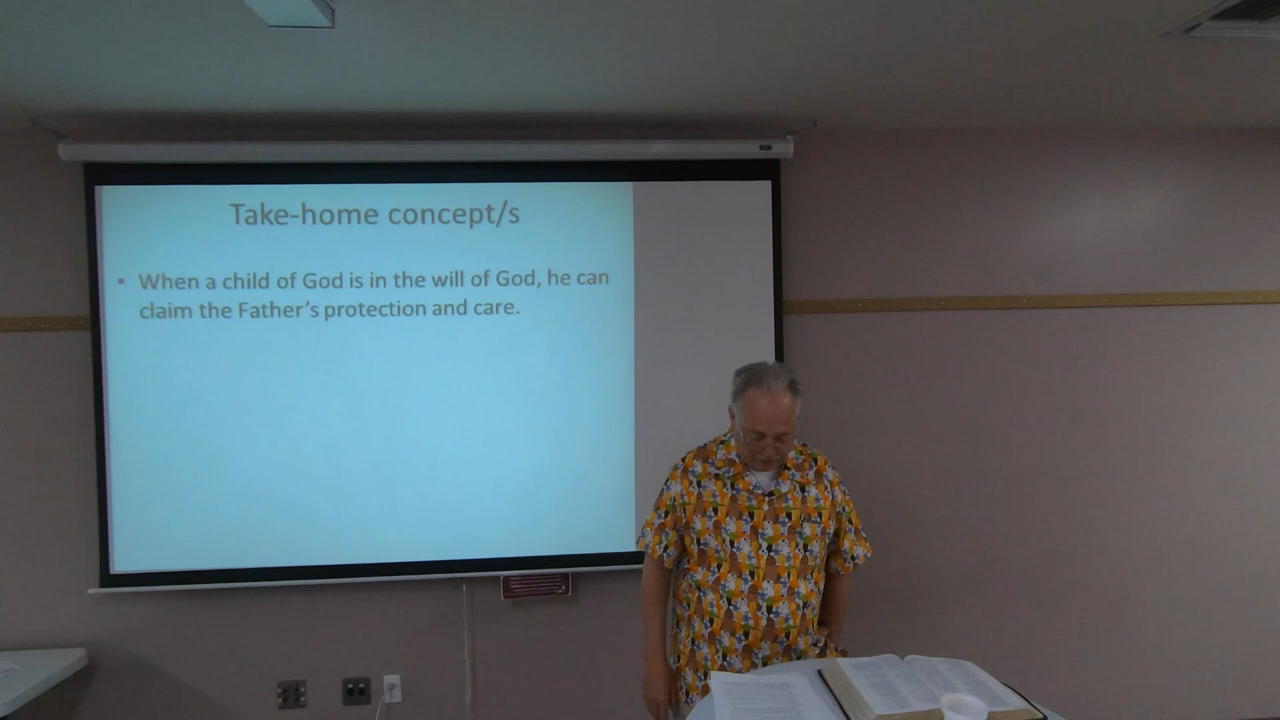 Take-home concept/s
• When a child of God is in the will of God, he can
claim the Father's protection and care.